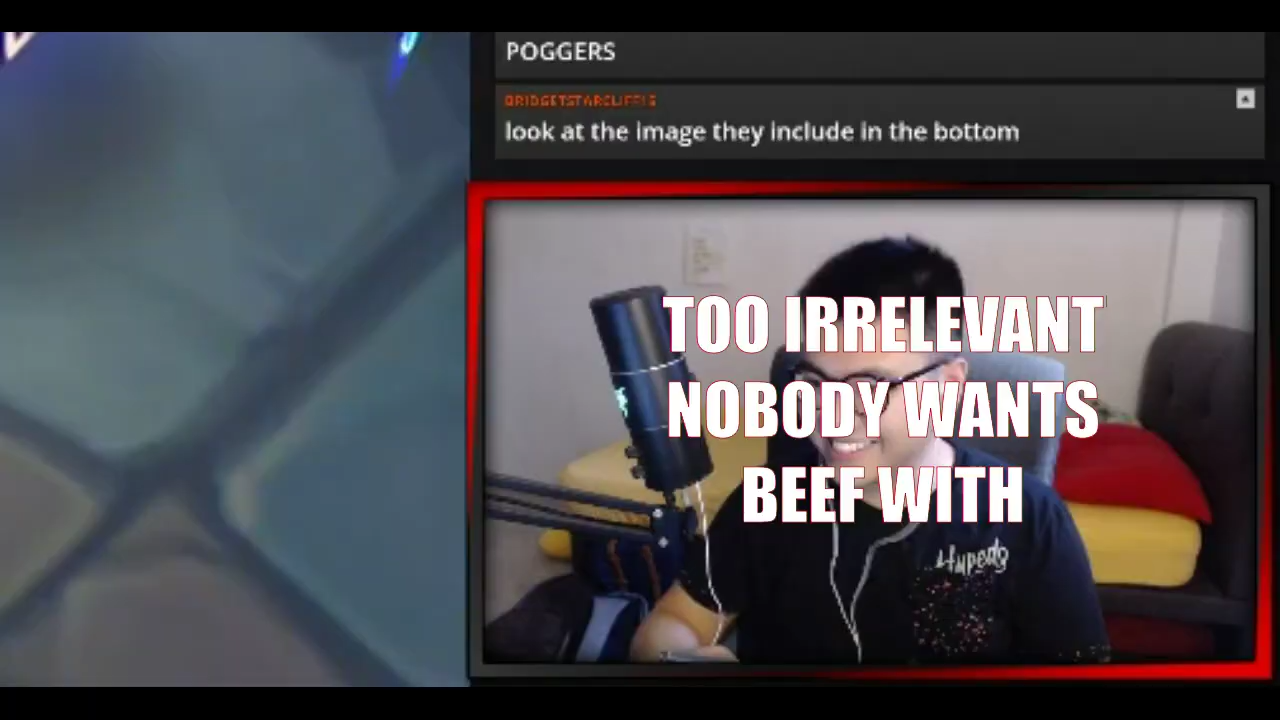 POGGERS
look at the image they include in the bottom
TOO IRRELEVANT
NOBODY WANTS
BEEF WITH